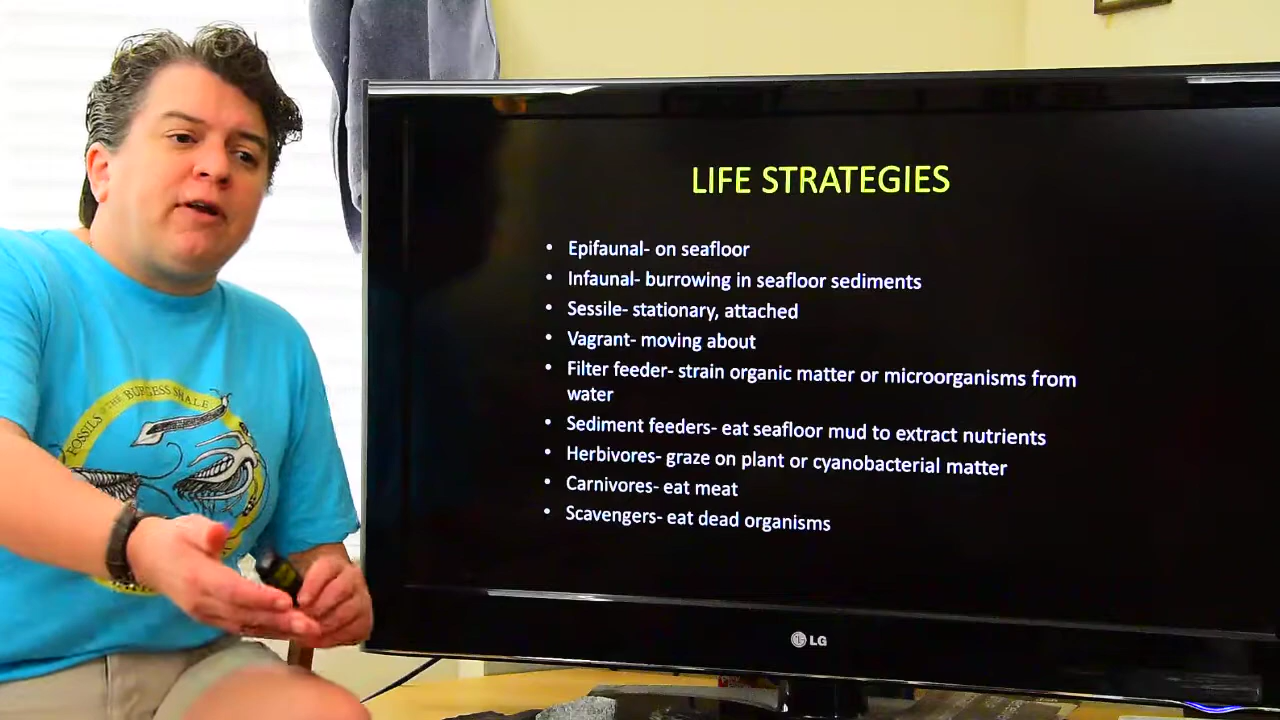 LIFE STRATEGIES
• Epifaunal- on seafloor
• Infaunal- burrowing in seafloor sediments
• Sessile- stationary, attached
• Vagrant- moving about
• Filter feeder- strain organic matter or microorganisms from
water
• Sediment feeders- eat seafloor mud to extract nutrients
• Herbivores- graze on plant or cyanobacterial matter
• Carnivores- eat meat
• Scavengers- eat dead organisms
FOSSILS OF THE BURGESS SHALE
LG